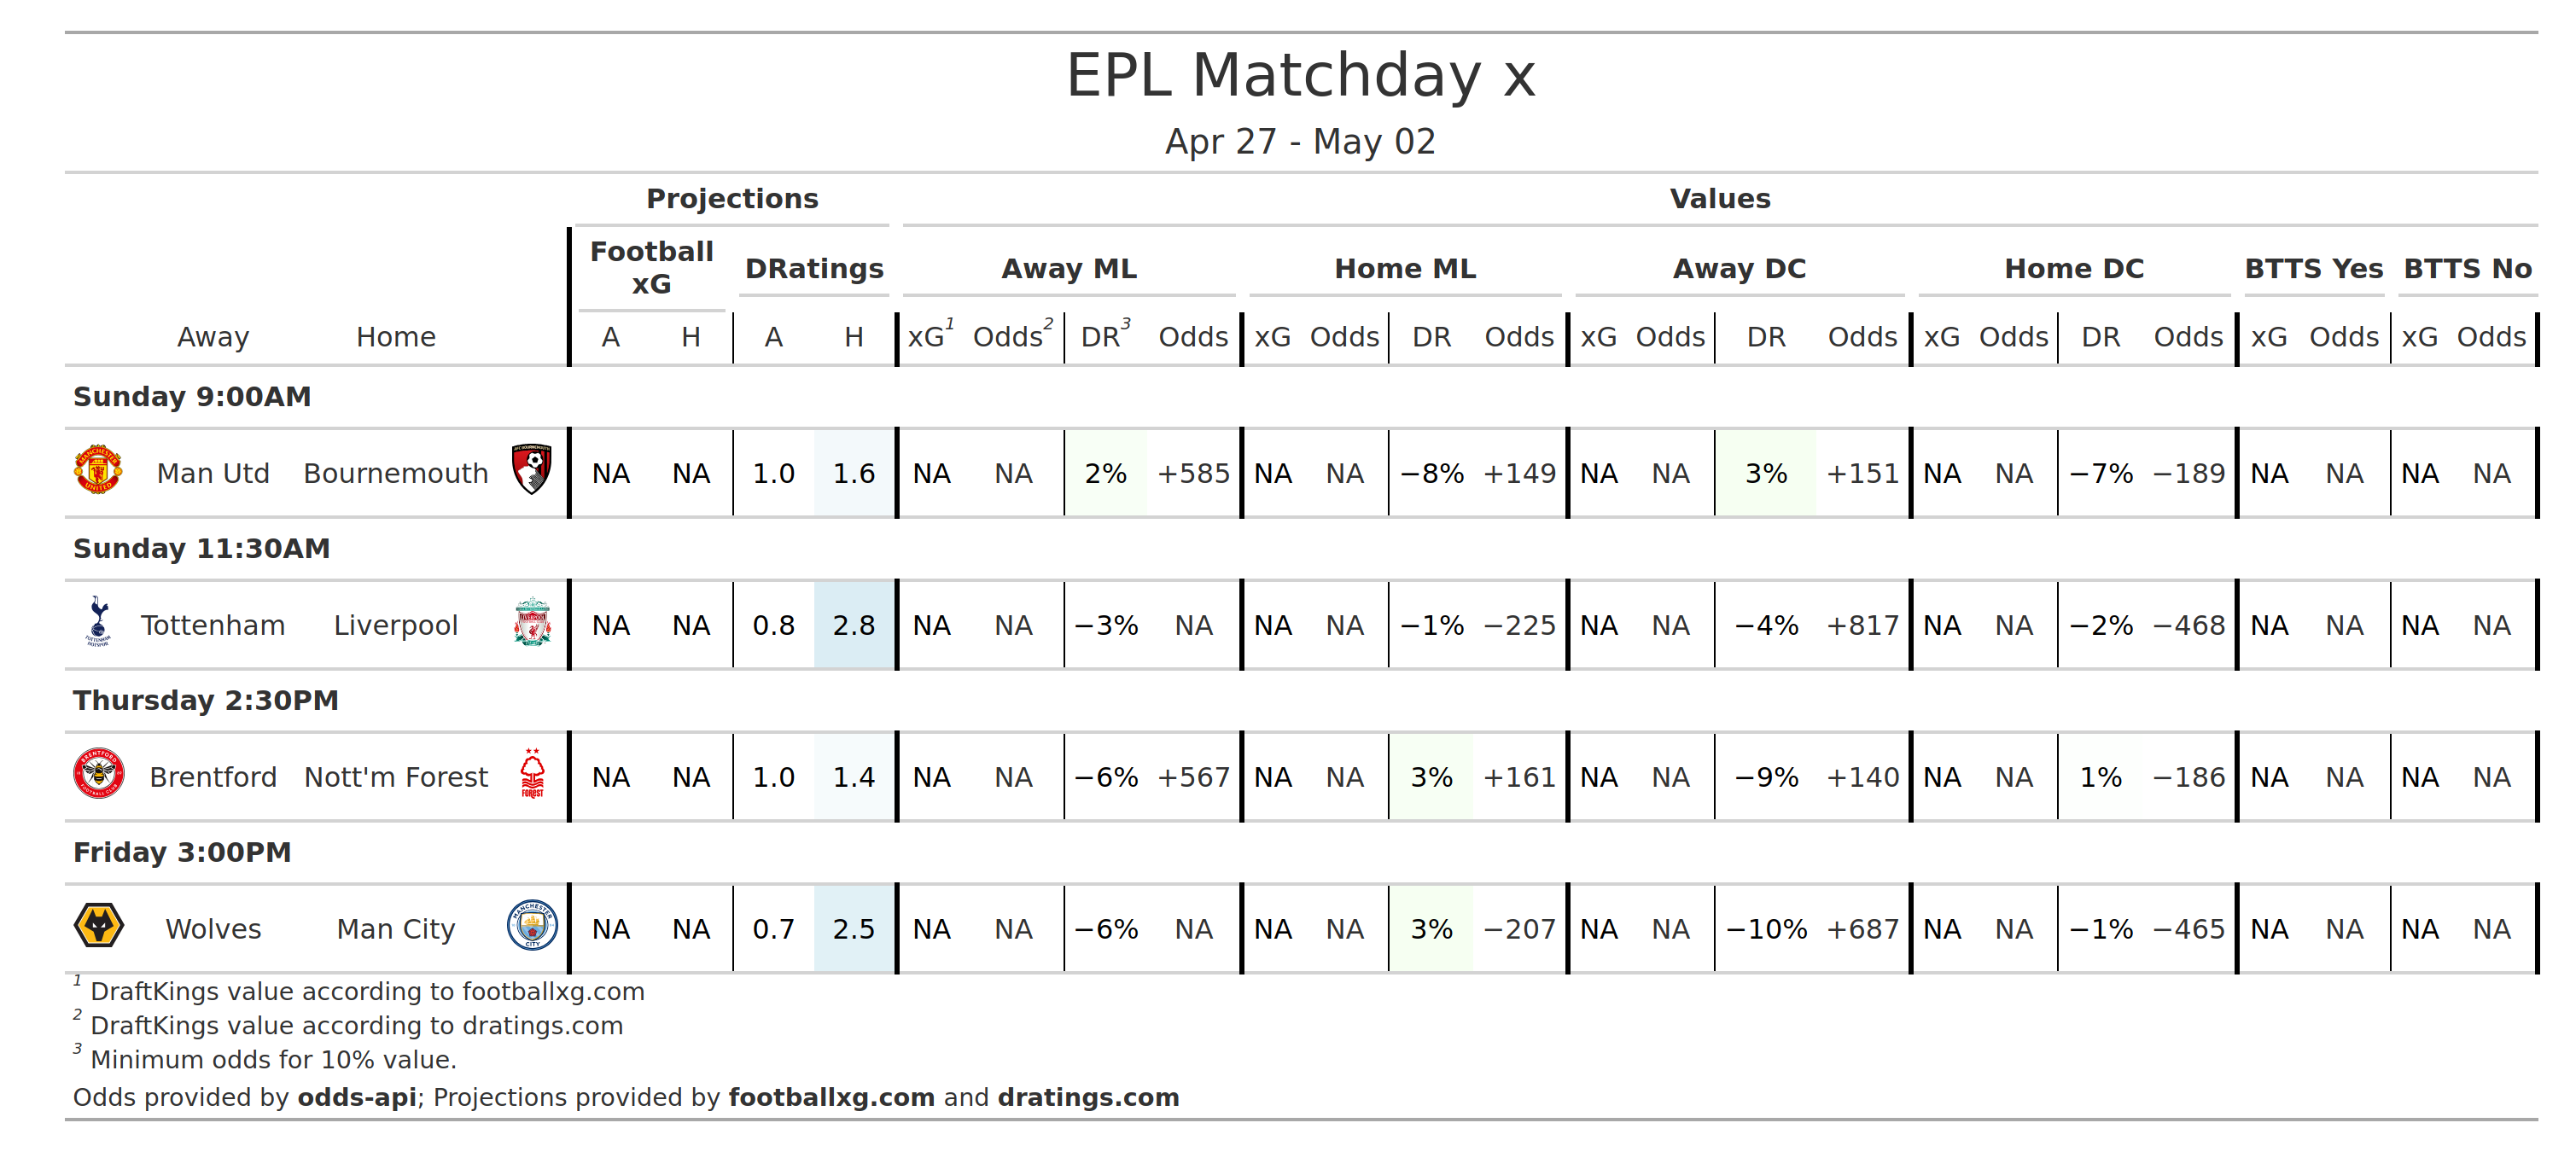 EPL Matchday x
Apr 27 - May 02
Projections Values
Football xG DRatings Away ML Home ML Away DC Home DC BTTS Yes BTTS No
Away Home A H A H xG1 Odds2 DR3 Odds xG Odds DR Odds xG Odds DR Odds xG Odds DR Odds xG Odds xG Odds
Sunday 9:00AM
Man Utd Bournemouth NA NA 1.0 1.6 NA NA 2% +585 NA NA −8% +149 NA NA 3% +151 NA NA −7% −189 NA NA NA NA
Sunday 11:30AM
Tottenham Liverpool NA NA 0.8 2.8 NA NA −3% NA NA NA −1% −225 NA NA −4% +817 NA NA −2% −468 NA NA NA NA
Thursday 2:30PM
Brentford Nott'm Forest NA NA 1.0 1.4 NA NA −6% +567 NA NA 3% +161 NA NA −9% +140 NA NA 1% −186 NA NA NA NA
Friday 3:00PM
Wolves Man City NA NA 0.7 2.5 NA NA −6% NA NA NA 3% −207 NA NA −10% +687 NA NA −1% −465 NA NA NA NA
1 DraftKings value according to footballxg.com
2 DraftKings value according to dratings.com
3 Minimum odds for 10% value.
Odds provided by odds-api; Projections provided by footballxg.com and dratings.com